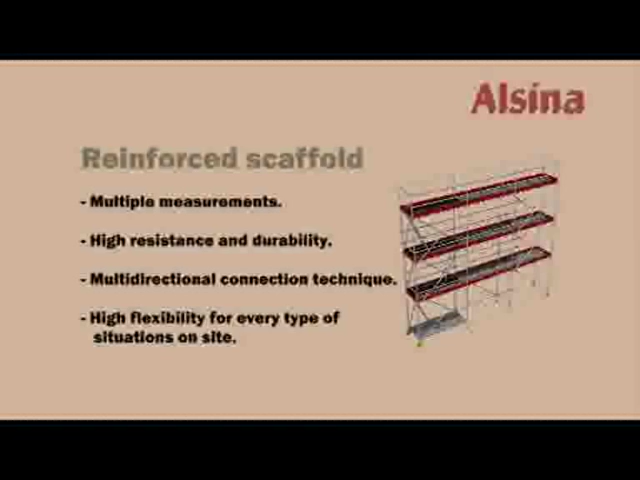 Alsina
Reinforced scaffold
- Multiple measurements.
- High resistance and durability.
- Multidirectional connection technique.
- High flexibility for every type of
situations on site.